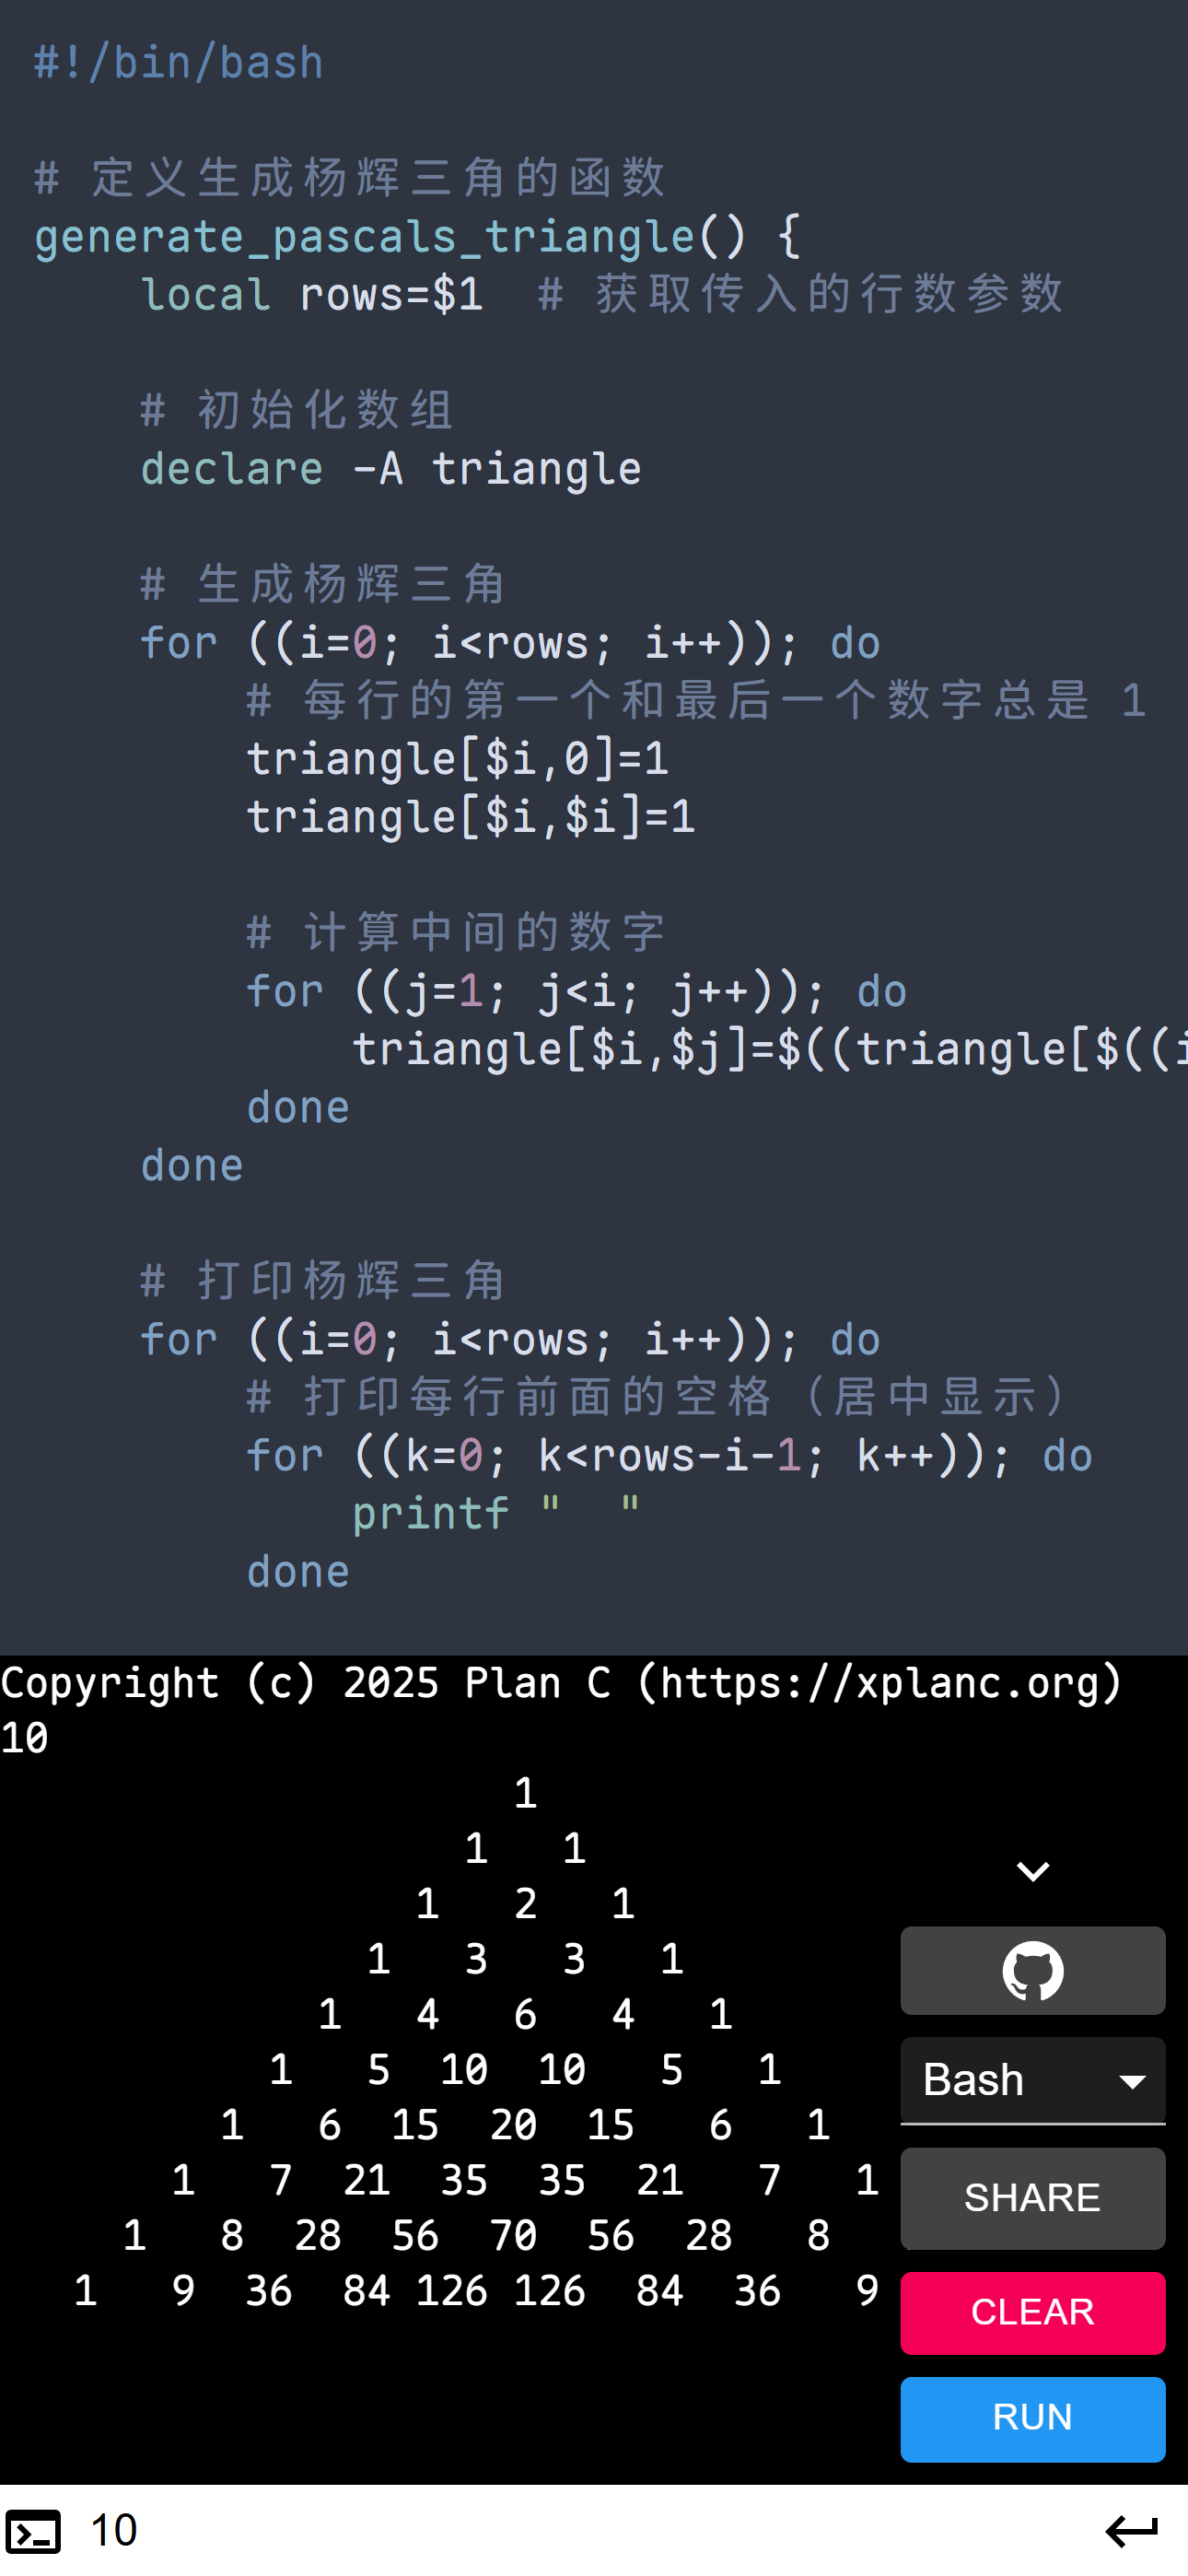 #!/bin/bash
# 定义生成杨辉三角的函数
generate_pascals_triangle() {
    local rows=$1  # 获取传入的行数参数
    # 初始化数组
    declare -A triangle
    # 生成杨辉三角
    for ((i=0; i<rows; i++)); do
        # 每行的第一个和最后一个数字总是 1
        triangle[$i,0]=1
        triangle[$i,$i]=1
        # 计算中间的数字
        for ((j=1; j<i; j++)); do
            triangle[$i,$j]=$((triangle[$((i
        done
    done
    # 打印杨辉三角
    for ((i=0; i<rows; i++)); do
        # 打印每行前面的空格（居中显示）
        for ((k=0; k<rows-i-1; k++)); do
            printf "  "
        done
Copyright (c) 2025 Plan C (https://xplanc.org)
10
1
1 1
1 2 1
1 3 3 1
1 4 6 4 1
1 5 10 10 5 1
1 6 15 20 15 6 1
1 7 21 35 35 21 7 1
1 8 28 56 70 56 28 8
1 9 36 84 126 126 84 36 9
Bash
SHARE
CLEAR
RUN
10